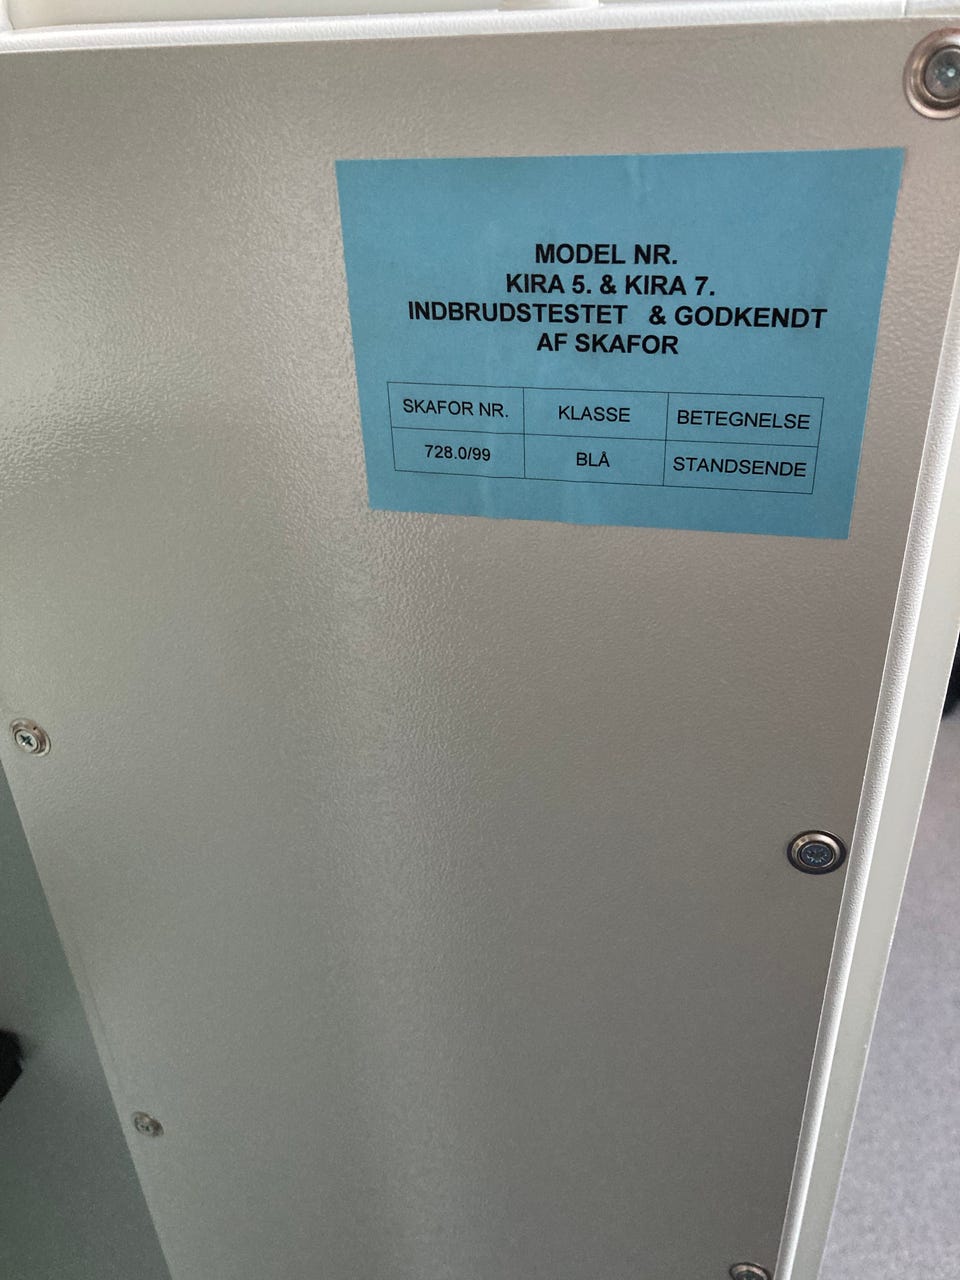 MODEL NR.
KIRA 5. & KIRA 7.
INDBRUDSTESTET & GODKENDT
AF SKAFOR
SKAFOR NR. KLASSE BETEGNELSE
728.0/99 BLÅ STANDSENDE